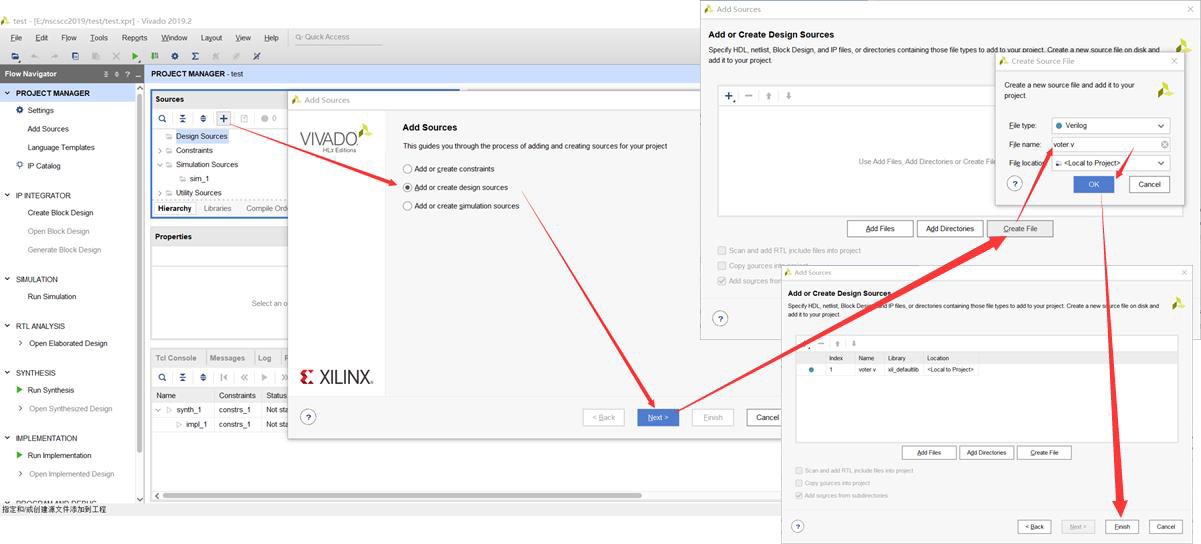 test - [E:/nscscc2019/test/test.xpr] - Vivado 2019.2
File Edit Flow Tools Reports Window Layout View Help Quick Access
Flow Navigator
PROJECT MANAGER
Settings
Add Sources
Language Templates
IP Catalog
IP INTEGRATOR
Create Block Design
Open Block Design
Generate Block Design
SIMULATION
Run Simulation
RTL ANALYSIS
Open Elaborated Design
SYNTHESIS
Run Synthesis
Open Synthesized Design
IMPLEMENTATION
Run Implementation
Open Implemented Design
PROGRAM AND DEBUG
指定和/或创建源文件添加到工程
PROJECT MANAGER - test
Sources
0
Design Sources
Constraints
Simulation Sources
sim_1
Utility Sources
Hierarchy Libraries Compile Orde
Properties
Select an o
Tcl Console Messages Log
Name Constraints Status
synth_1 constrs_1 Not sta
impl_1 constrs_1 Not sta
Add Sources
VIVADO
HLx Editions
XILINX
Add Sources
This guides you through the process of adding and creating sources for your project
Add or create constraints
Add or create design sources
Add or create simulation sources
? < Back Next > Finish Cancel
Add Sources
Add or Create Design Sources
Specify HDL, netlist, Block Design, and IP files, or directories containing those file types to add to your project. Create a new source file on disk and
add it to your project.
Use Add Files, Add Directories or Create File
Add Files Add Directories Create File
Scan and add RTL include files into project
Copy sources into project
Add sources from
?
Create Source File
Create a new source file and add it to your
project.
File type: Verilog
File name: voter.v
File location: <Local to Project>
? OK Cancel
Add Sources
Add or Create Design Sources
Specify HDL, netlist, Block Design, and IP files, or directories containing those file types to add to your project. Create a new source file on disk and
add it to your project.
Index Name Library Location
1 voter.v xil_defaultlib <Local to Project>
Add Files Add Directories Create File
Scan and add RTL include files into project
Copy sources into project
Add sources from subdirectories
? < Back Next > Finish Cancel